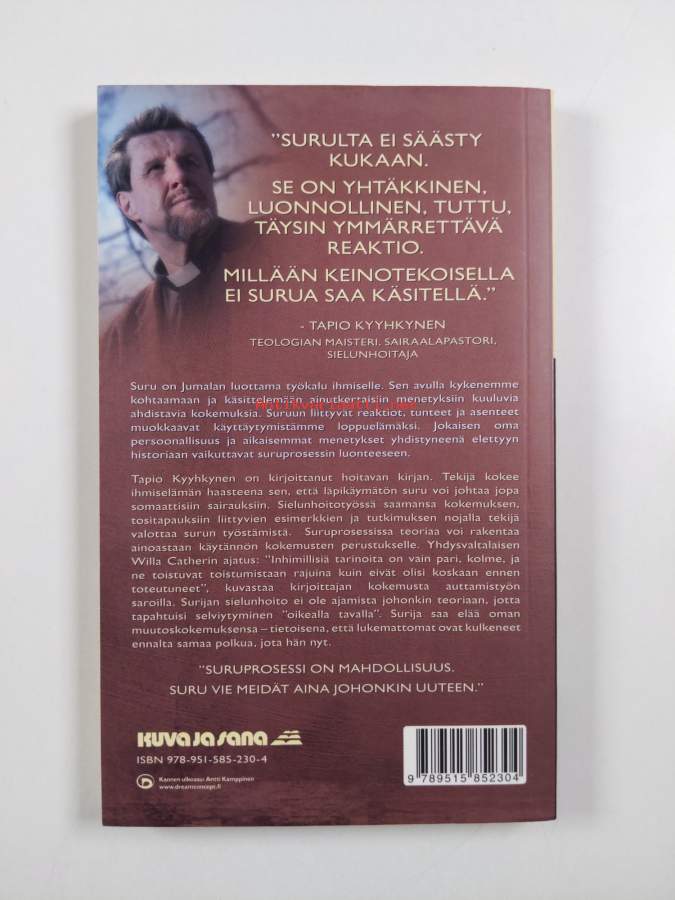 "SURULTA EI SÄÄSTY
KUKAAN.
SE ON YHTÄKKINEN,
LUONNOLLINEN, TUTTU,
TÄYSIN YMMÄRRETTÄVÄ
REAKTIO.
MILLÄÄN KEINOTEKOISELLA
EI SURUA SAA KÄSITELLÄ."
- TAPIO KYYHKYNEN
TEOLOGIAN MAISTERI, SAIRAALAPASTORI,
SIELUNHOITAJA
Suru on Jumalan luottama työkalu ihmiselle. Sen avulla kykenemme
kohtaamaan ja käsittelemään ainutkertaisiin menetyksiin kuuluvia
ahdistavia kokemuksia. Suruun liittyvät reaktiot, tunteet ja asenteet
muokkaavat käyttäytymistämme loppuelämäksi. Jokaisen oma
persoonallisuus ja aikaisemmat menetykset yhdistyneenä elettyyn
historiaan vaikuttavat suruprosessin luonteeseen.
Tapio Kyyhkynen on kirjoittanut hoitavan kirjan. Tekijä kokee
ihmiselämän haasteena sen, että läpikäymätön suru voi johtaa jopa
somaattisiin sairauksiin. Sielunhoitotyössä saamansa kokemuksen,
tositapauksiin liittyvien esimerkkien ja tutkimuksen nojalla tekijä
valottaa surun työstämistä. Suruprosessissa teoriaa voi rakentaa
ainoastaan käytännön kokemusten perustukselle. Yhdysvaltalaisen
Willa Catherin ajatus: "Inhimillisiä tarinoita on vain pari, kolme, ja
ne toistuvat toistumistaan rajuina kuin eivät olisi koskaan ennen
toteutuneet", kuvastaa kirjoittajan kokemusta auttamistyön
saroilla. Surijan sielunhoito ei ole ajamista johonkin teoriaan, jotta
tapahtuisi selviytyminen "oikealla tavalla". Surija saa elää oman
muutoskokemuksensa – tietoisena, että lukemattomat ovat kulkeneet
ennalta samaa polkua, jota hän nyt.
"SURUPROSESSI ON MAHDOLLISUUS.
SURU VIE MEIDÄT AINA JOHONKIN UUTEEN."
KUVA JA SANA
ISBN 978-951-585-230-4
Kannen ulkoasu: Antti Kamppinen
www.dreamconcept.fi
9 789515 852304